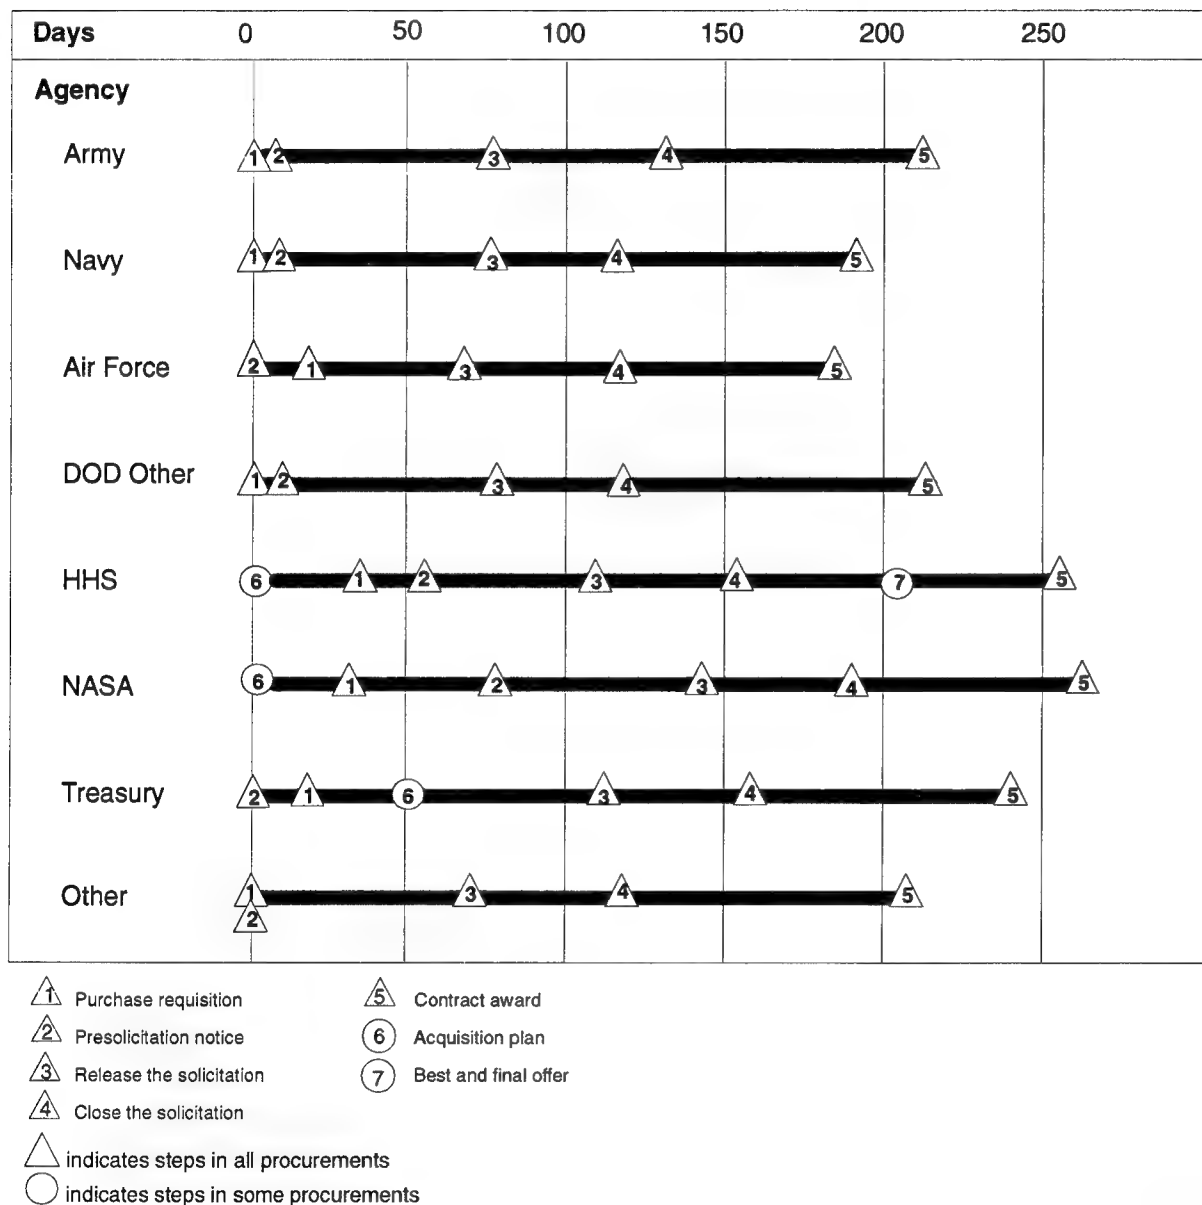 Days 0 50 100 150 200 250
Agency
Army 1 2 3 4 5
Navy 1 2 3 4 5
Air Force 2 1 3 4 5
DOD Other 1 2 3 4 5
HHS 6 1 2 3 4 7 5
NASA 6 1 2 3 4 5
Treasury 2 1 6 3 4 5
Other 1 3 4 5
2
1 Purchase requisition
2 Presolicitation notice
3 Release the solicitation
4 Close the solicitation
5 Contract award
6 Acquisition plan
7 Best and final offer
indicates steps in all procurements
indicates steps in some procurements